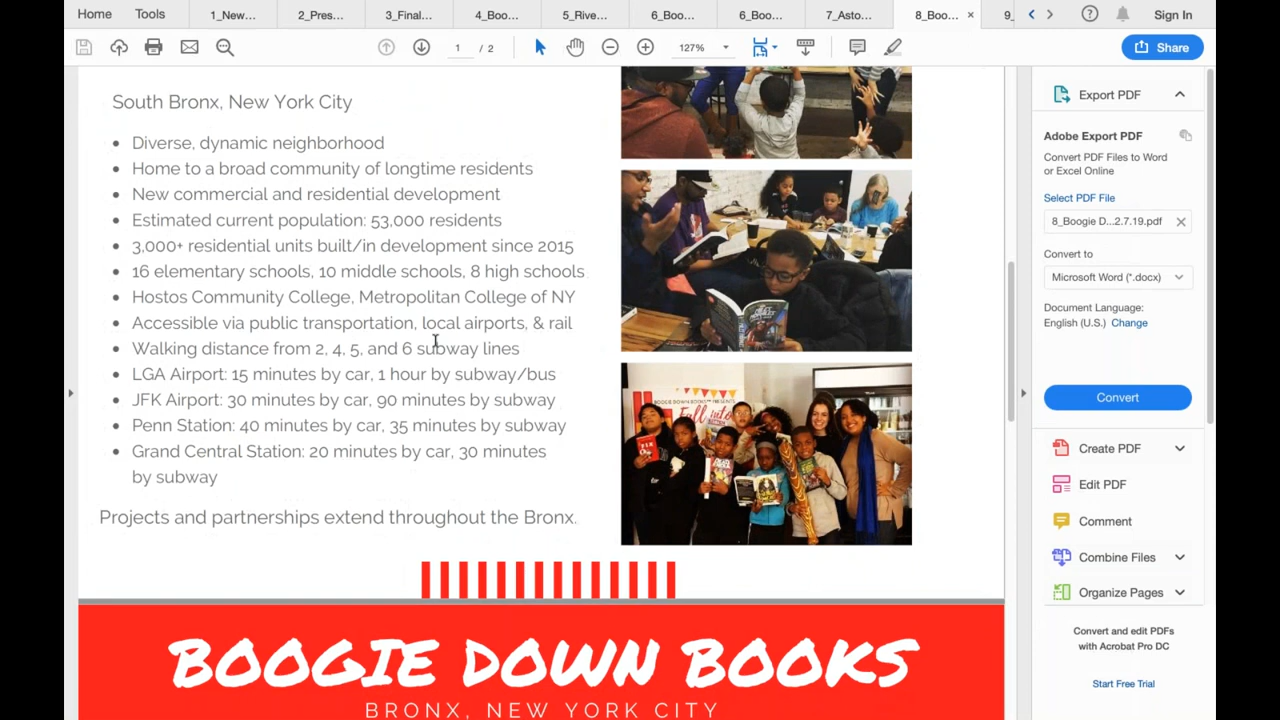 Home
Tools
1_New...
2_Pres...
3_Final...
4_Boo...
5_Rive...
6_Boo...
6_Boo...
7_Asto...
8_Boo...
×
9_
Sign In
1 / 2
127%
Share
South Bronx, New York City
• Diverse, dynamic neighborhood
• Home to a broad community of longtime residents
• New commercial and residential development
• Estimated current population: 53,000 residents
• 3,000+ residential units built/in development since 2015
• 16 elementary schools, 10 middle schools, 8 high schools
• Hostos Community College, Metropolitan College of NY
• Accessible via public transportation, local airports, & rail
• Walking distance from 2, 4, 5, and 6 subway lines
• LGA Airport: 15 minutes by car, 1 hour by subway/bus
• JFK Airport: 30 minutes by car, 90 minutes by subway
• Penn Station: 40 minutes by car, 35 minutes by subway
• Grand Central Station: 20 minutes by car, 30 minutes
by subway
Projects and partnerships extend throughout the Bronx.
BOOGIE DOWN BOOKS PRESENTS
Fall into
BOOGIE DOWN BOOKS
BRONX, NEW YORK CITY
Export PDF
Adobe Export PDF
Convert PDF Files to Word
or Excel Online
Select PDF File
8_Boogie D...2.7.19.pdf
Convert to
Microsoft Word (*.docx)
Document Language:
English (U.S.) Change
Convert
Create PDF
Edit PDF
Comment
Combine Files
Organize Pages
Convert and edit PDFs
with Acrobat Pro DC
Start Free Trial